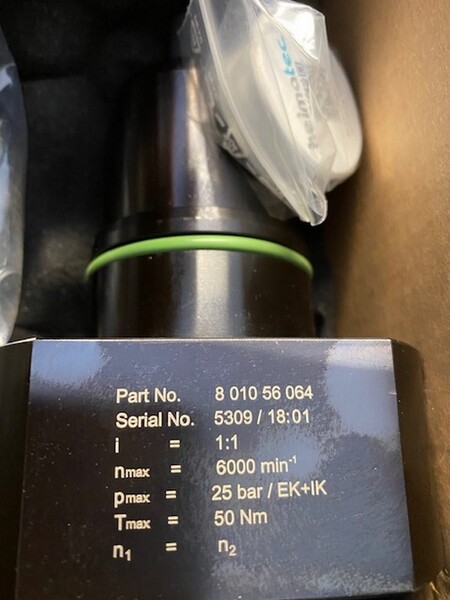 heimatec
Part No. 8 010 56 064
Serial No. 5309 / 18:01
i = 1:1
nmax = 6000 min⁻¹
pmax = 25 bar / EK+IK
Tmax = 50 Nm
n₁ = n₂